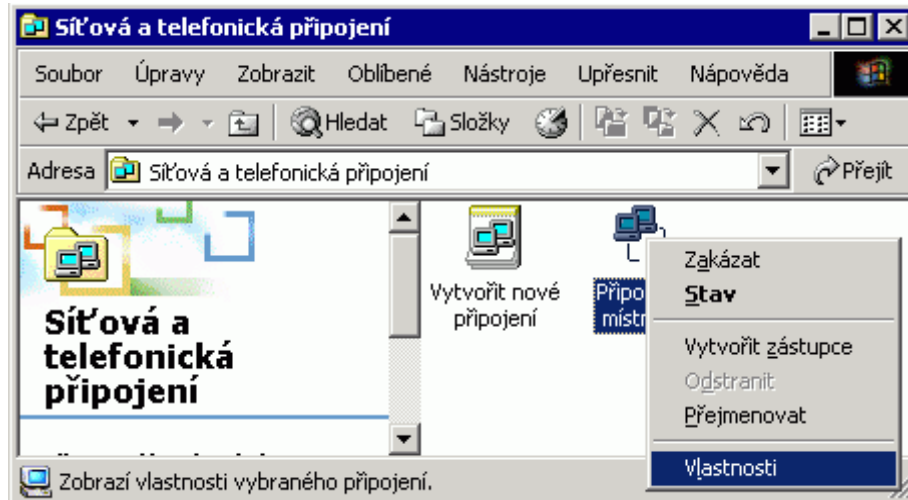 Síťová a telefonická připojení
Soubor Úpravy Zobrazit Oblíbené Nástroje Upřesnit Nápověda
Zpět Hledat Složky
Adresa Síťová a telefonická připojení Přejít
Síťová a
telefonická
připojení
Vytvořit nové
připojení
Zakázat
Stav
Vytvořit zástupce
Odstranit
Přejmenovat
Vlastnosti
Zobrazí vlastnosti vybraného připojení.